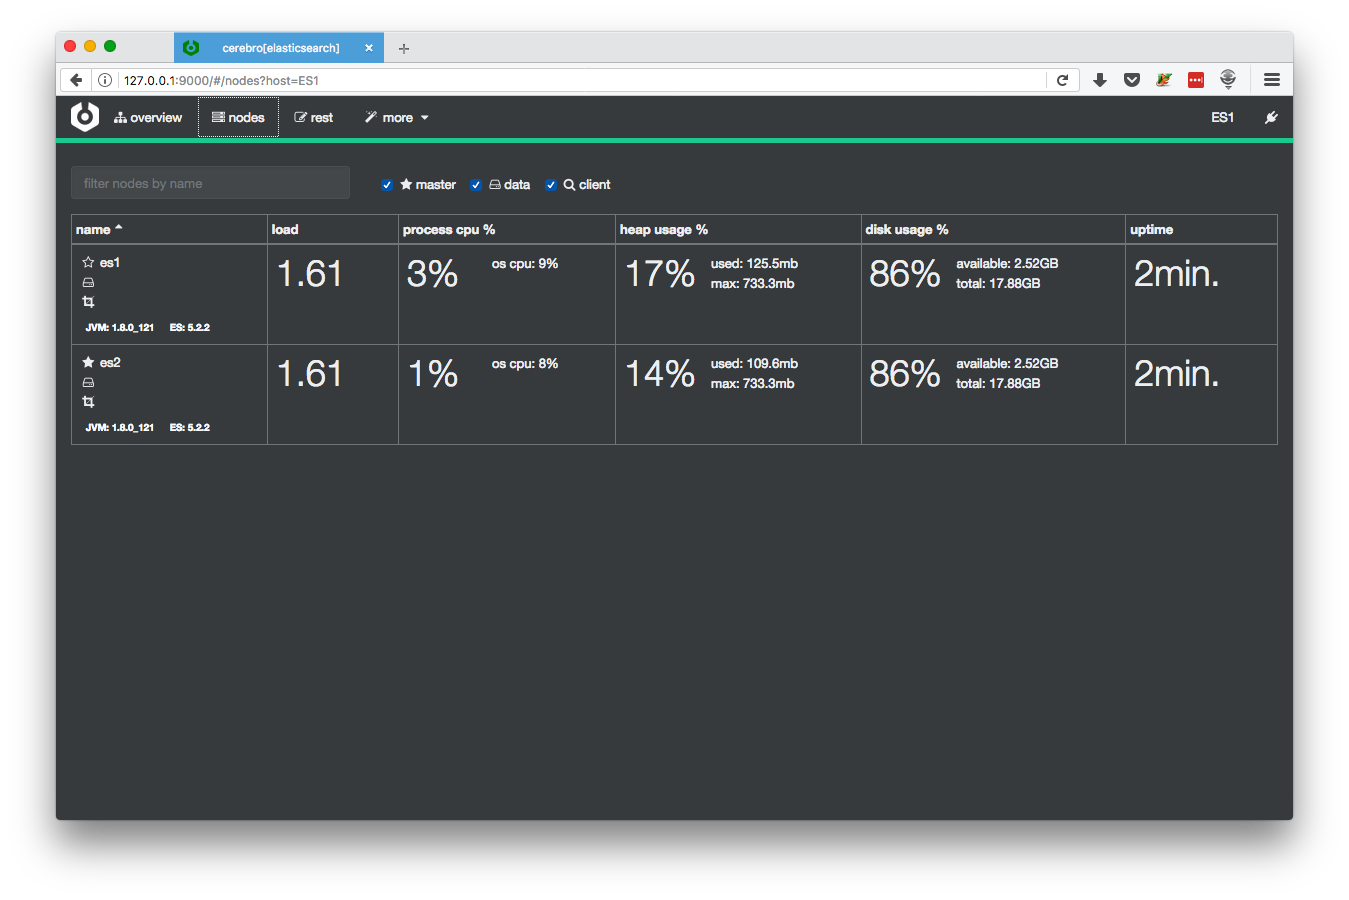 cerebro[elasticsearch]
127.0.0.1:9000/#/nodes?host=ES1
overview nodes rest more ES1
filter nodes by name master data client
name load process cpu % heap usage % disk usage % uptime
es1 1.61 3% os cpu: 9% 17% used: 125.5mb 86% available: 2.52GB 2min.
max: 733.3mb total: 17.88GB
JVM: 1.8.0_121 ES: 5.2.2
es2 1.61 1% os cpu: 8% 14% used: 109.6mb 86% available: 2.52GB 2min.
max: 733.3mb total: 17.88GB
JVM: 1.8.0_121 ES: 5.2.2